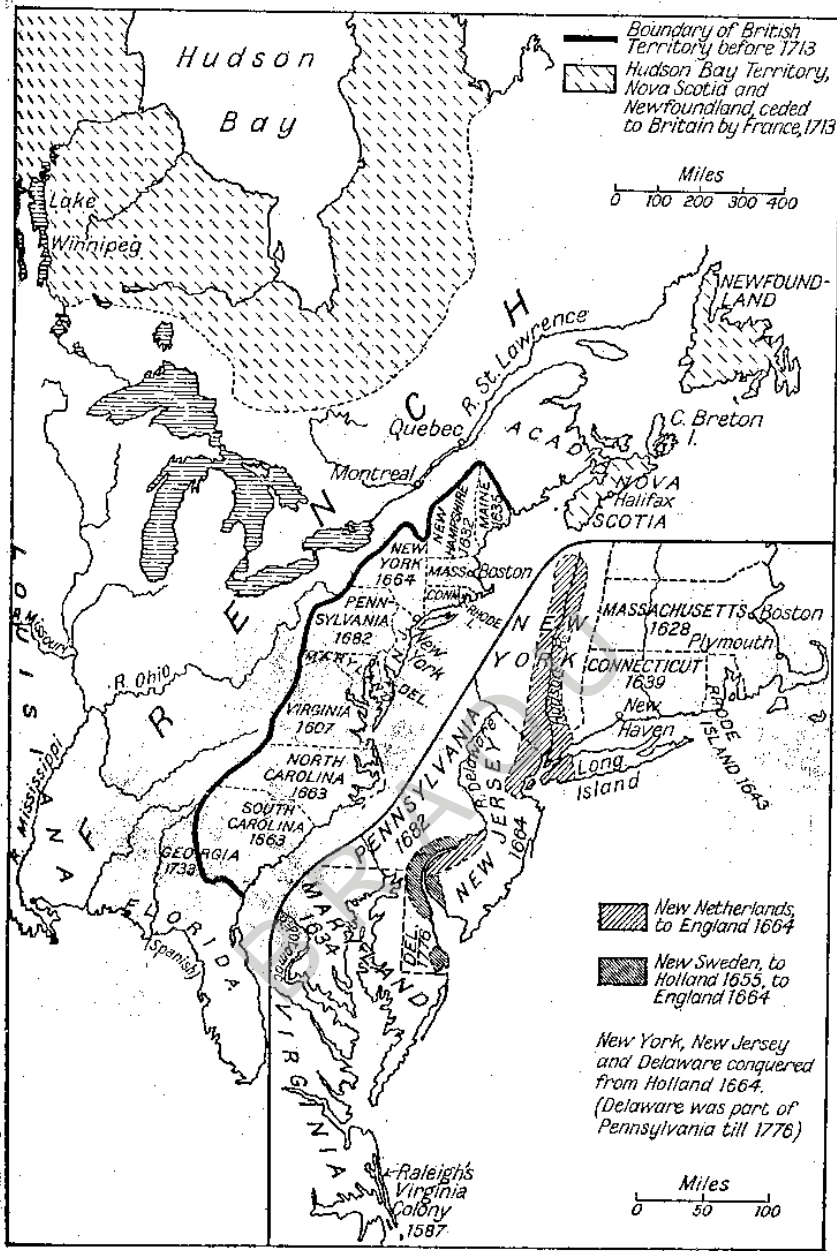 Boundary of British
Territory before 1713
Hudson Bay Territory,
Nova Scotia and
Newfoundland, ceded
to Britain by France, 1713
Miles
0 100 200 300 400
Hudson
Bay
Lake
Winnipeg
NEWFOUND-
LAND
R. St. Lawrence
Quebec
ACAD
C. Breton
I.
Montreal
NOVA
Halifax
SCOTIA
FRENCH
LOUISIANA
R. Missouri
R. Mississipi
R. Ohio
NEW
HAMPSHIRE
1632
MAINE
1635
NEW
YORK
1664
MASS.
Boston
CONN.
RHODE
I.
PENN-
SYLVANIA
1682
N.J.
New
York
MARY.
DEL.
VIRGINIA
1607
NORTH
CAROLINA
1663
SOUTH
CAROLINA
1663
GEORGIA
1733
FLORIDA
(Spanish)
NEW
YORK
MASSACHUSETTS
1628
Boston
Plymouth
CONNECTICUT
1639
New
Haven
RHODE
ISLAND 1643
Long
Island
PENNSYLVANIA
1682
R. Delaware
NEW JERSEY
1664
MARYLAND
1634
DEL.
1776
VIRGINIA
Raleigh's
Virginia
Colony
1587
New Netherlands,
to England 1664
New Sweden, to
Holland 1655, to
England 1664
New York, New Jersey
and Delaware conquered
from Holland 1664.
(Delaware was part of
Pennsylvania till 1776)
Miles
0 50 100
BRAOU